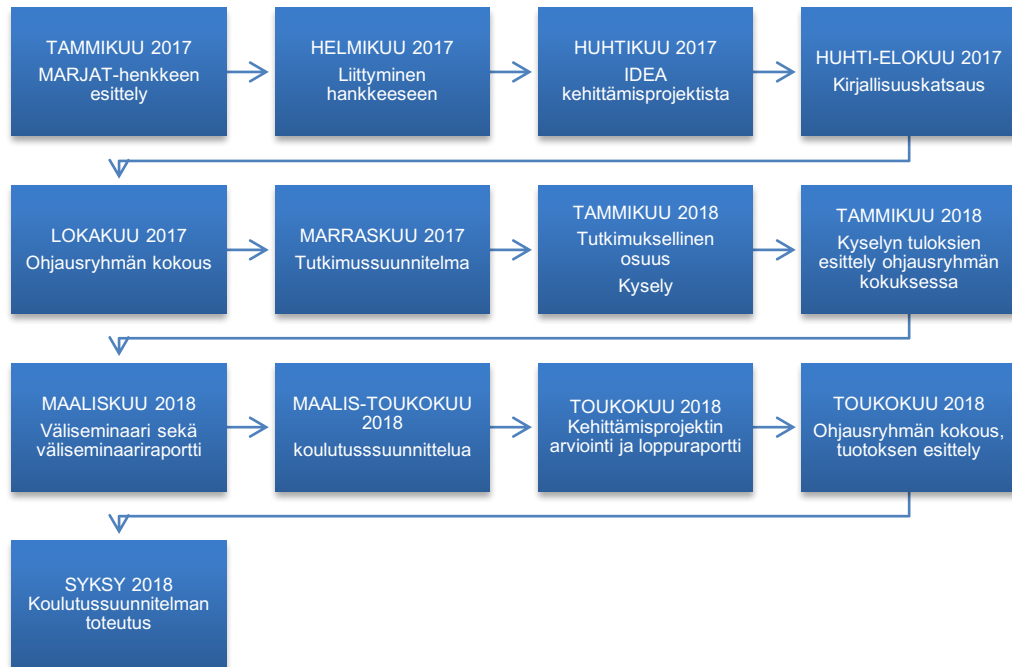 TAMMIKUU 2017
MARJAT-henkkeen
esittely
HELMIKUU 2017
Liittyminen
hankkeeseen
HUHTIKUU 2017
IDEA
kehittämisprojektista
HUHTI-ELOKUU 2017
Kirjallisuuskatsaus
LOKAKUU 2017
Ohjausryhmän kokous
MARRASKUU 2017
Tutkimussuunnitelma
TAMMIKUU 2018
Tutkimuksellinen
osuus
Kysely
TAMMIKUU 2018
Kyselyn tuloksien
esittely ohjausryhmän
kokuksessa
MAALISKUU 2018
Väliseminaari sekä
väliseminaariraportti
MAALIS-TOUKOKUU
2018
koulutusssuunnittelua
TOUKOKUU 2018
Kehittämisprojektin
arviointi ja loppuraportti
TOUKOKUU 2018
Ohjausryhmän kokous,
tuotoksen esittely
SYKSY 2018
Koulutussuunnitelman
toteutus